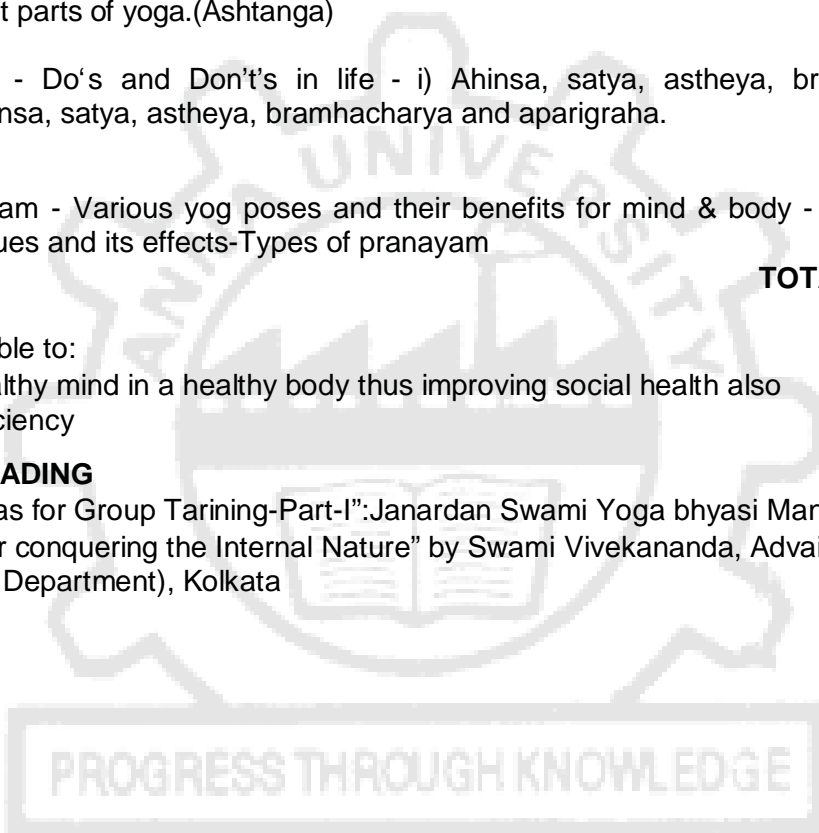 t parts of yoga.(Ashtanga)
- Do‘s and Don’t’s in life - i) Ahinsa, satya, astheya, br
nsa, satya, astheya, bramhacharya and aparigraha.
am - Various yog poses and their benefits for mind & body -
ues and its effects-Types of pranayam
TOT
ble to:
althy mind in a healthy body thus improving social health also
ciency
ADING
as for Group Tarining-Part-I”:Janardan Swami Yoga bhyasi Man
r conquering the Internal Nature” by Swami Vivekananda, Advai
Department), Kolkata
ANNA UNIVERSITY
PROGRESS THROUGH KNOWLEDGE